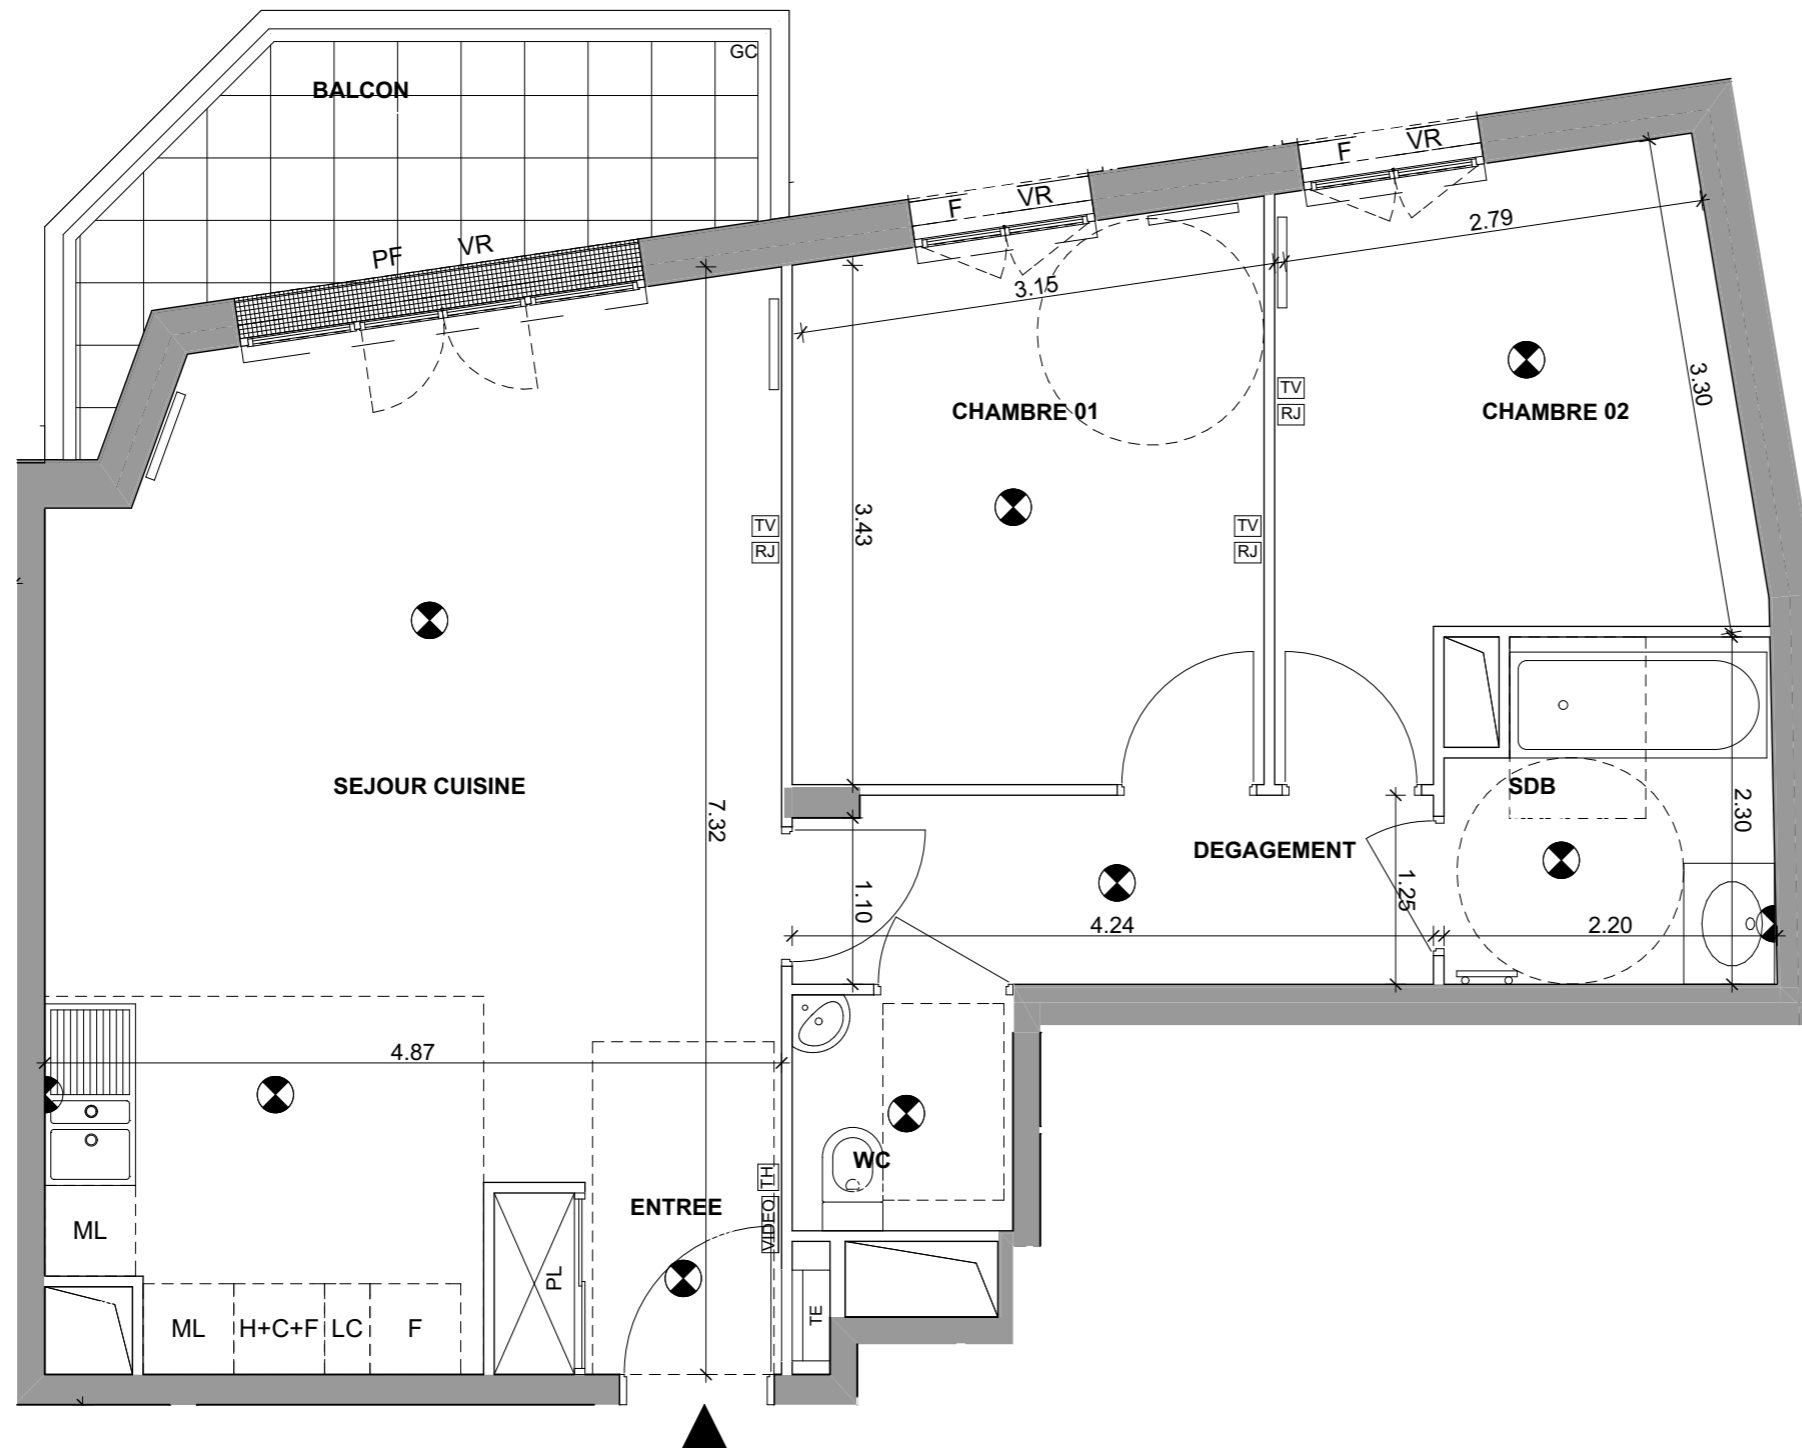 GC
BALCON
F VR
F VR
2.79
PF VR
3.15
3.30
TV
RJ
CHAMBRE 01
CHAMBRE 02
3.43
TV
RJ
TV
RJ
SEJOUR CUISINE
SDB
7.32
2.30
DEGAGEMENT
1.10
1.25
4.24
2.20
4.87
WC
TH
VIDEO
ENTREE
ML
PL
TE
ML
H+C+F
LC
F